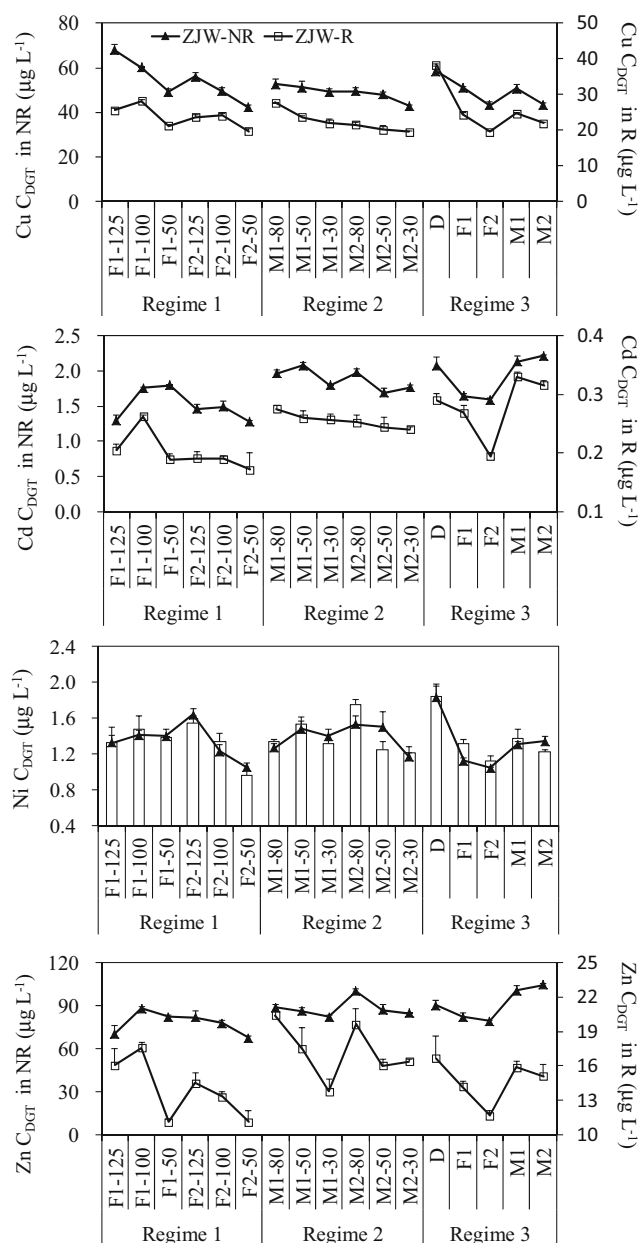 ZJW-NR ZJW-R
Cu C_DGT in NR (µg L⁻¹)
80
60
40
20
0
Cu C_DGT in R (µg L⁻¹)
50
40
30
20
10
0
F1-125 F1-100 F1-50 F2-125 F2-100 F2-50 M1-80 M1-50 M1-30 M2-80 M2-50 M2-30 D F1 F2 M1 M2
Regime 1 Regime 2 Regime 3
Cd C_DGT in NR (µg L⁻¹)
2.5
2.0
1.5
1.0
0.5
0.0
Cd C_DGT in R (µg L⁻¹)
0.4
0.3
0.2
0.1
F1-125 F1-100 F1-50 F2-125 F2-100 F2-50 M1-80 M1-50 M1-30 M2-80 M2-50 M2-30 D F1 F2 M1 M2
Regime 1 Regime 2 Regime 3
Ni C_DGT (µg L⁻¹)
2.4
2.0
1.6
1.2
0.8
0.4
F1-125 F1-100 F1-50 F2-125 F2-100 F2-50 M1-80 M1-50 M1-30 M2-80 M2-50 M2-30 D F1 F2 M1 M2
Regime 1 Regime 2 Regime 3
Zn C_DGT in NR (µg L⁻¹)
120
90
60
30
0
Zn C_DGT in R (µg L⁻¹)
25
22
19
16
13
10
F1-125 F1-100 F1-50 F2-125 F2-100 F2-50 M1-80 M1-50 M1-30 M2-80 M2-50 M2-30 D F1 F2 M1 M2
Regime 1 Regime 2 Regime 3